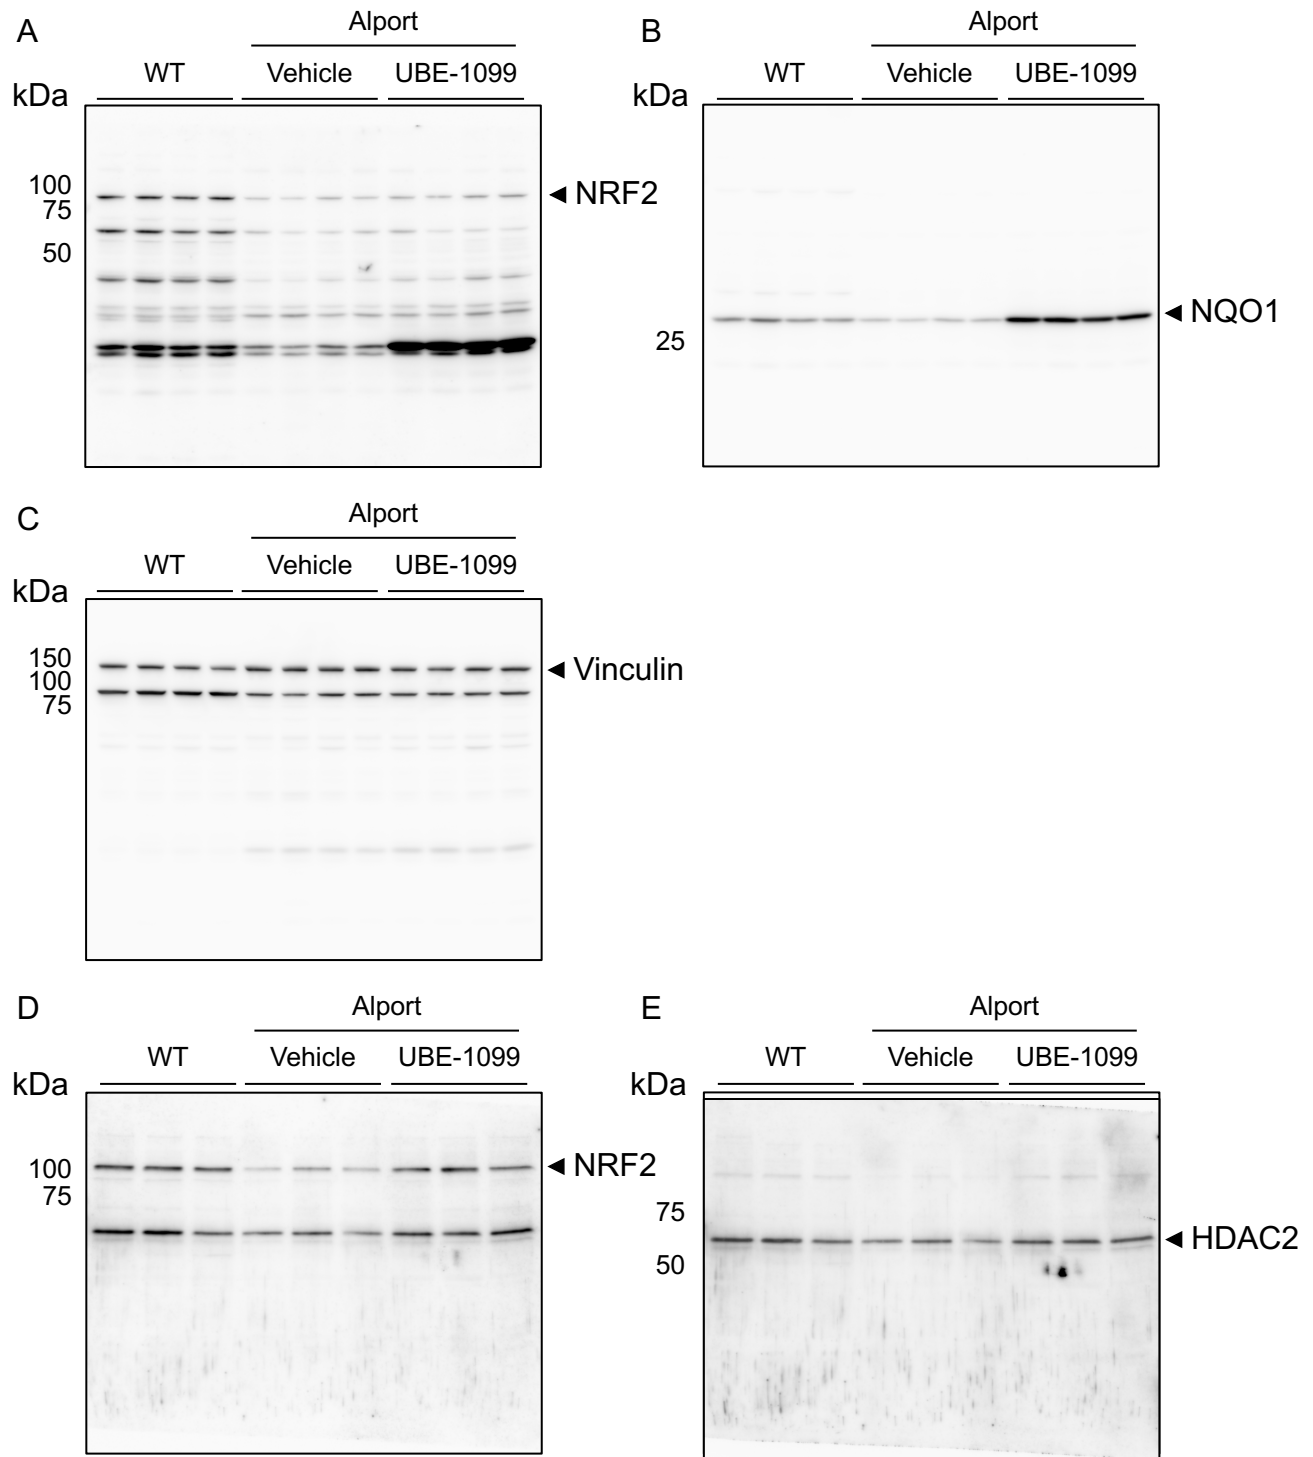 A
Alport
WT Vehicle UBE-1099
kDa
100
75
50
◄ NRF2
B
Alport
WT Vehicle UBE-1099
kDa
25
◄ NQO1
C
Alport
WT Vehicle UBE-1099
kDa
150
100
75
◄ Vinculin
D
Alport
WT Vehicle UBE-1099
kDa
100
75
◄ NRF2
E
Alport
WT Vehicle UBE-1099
kDa
75
50
◄ HDAC2